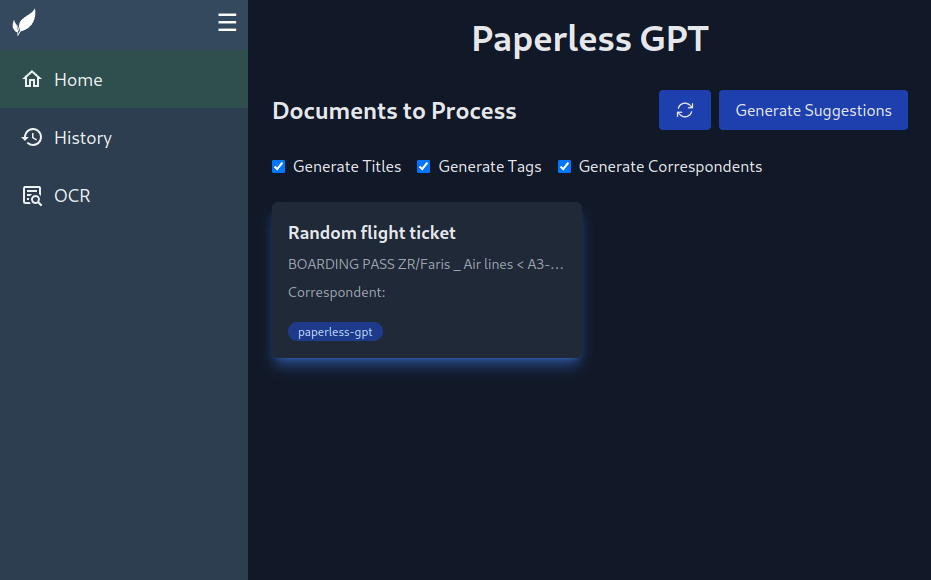 Paperless GPT
Home
History
OCR
Documents to Process
Generate Suggestions
Generate Titles Generate Tags Generate Correspondents
Random flight ticket
BOARDING PASS ZR/Faris _ Air lines < A3-...
Correspondent:
paperless-gpt